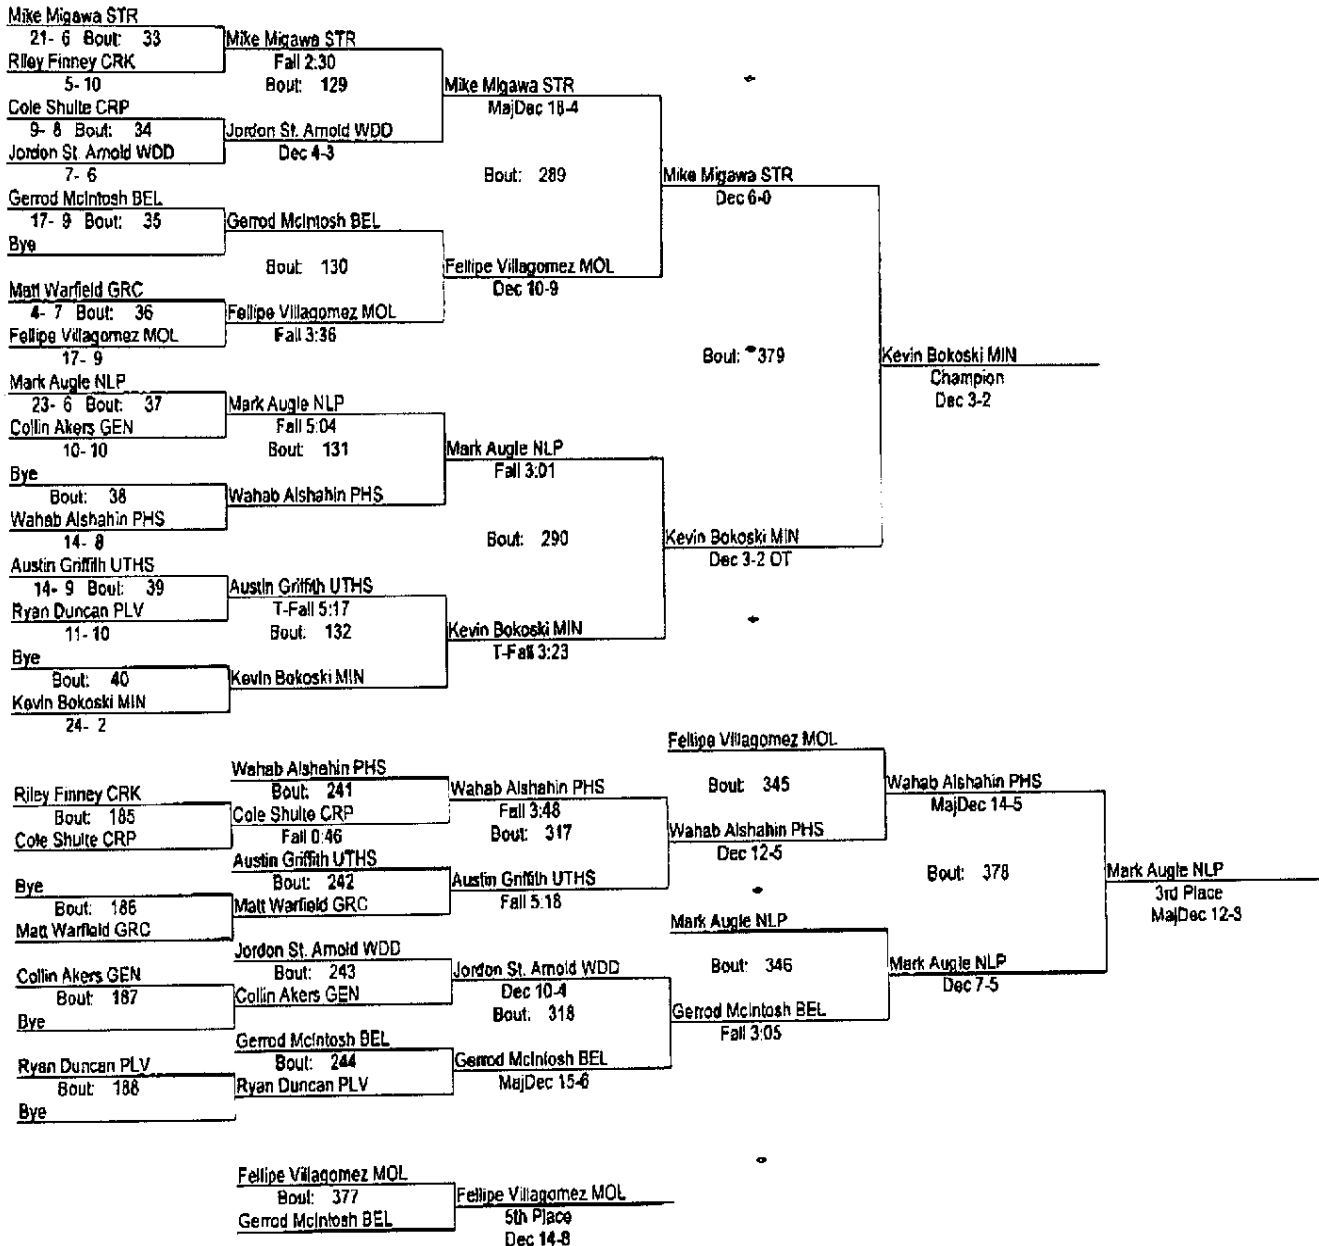 Mike Migawa STR
21- 6 Bout: 33
Riley Finney CRK
5- 10
Cole Shulte CRP
9- 8 Bout: 34
Jordon St. Arnold WDD
7- 6
Gerrod McIntosh BEL
17- 9 Bout: 35
Bye
Matt Warfield GRC
4- 7 Bout: 36
Fellipe Villagomez MOL
17- 9
Mark Augle NLP
23- 6 Bout: 37
Collin Akers GEN
10- 10
Bye
Bout: 38
Wahab Alshahin PHS
14- 8
Austin Griffith UTHS
14- 9 Bout: 39
Ryan Duncan PLV
11- 10
Bye
Bout: 40
Kevin Bokoski MIN
24- 2
Mike Migawa STR
Fall 2:30
Bout: 129
Jordon St. Arnold WDD
Dec 4-3
Gerrod McIntosh BEL
Bout: 130
Fellipe Villagomez MOL
Fall 3:36
Mark Augle NLP
Fall 5:04
Bout: 131
Wahab Alshahin PHS
Austin Griffith UTHS
T-Fall 5:17
Bout: 132
Kevin Bokoski MIN
Mike Migawa STR
MajDec 18-4
Bout: 289
Fellipe Villagomez MOL
Dec 10-9
Mark Augle NLP
Fall 3:01
Bout: 290
Kevin Bokoski MIN
T-Fall 3:23
Mike Migawa STR
Dec 6-0
Bout: 379
Kevin Bokoski MIN
Dec 3-2 OT
Kevin Bokoski MIN
Champion
Dec 3-2
Riley Finney CRK
Bout: 185
Cole Shulte CRP
Bye
Bout: 186
Matt Warfield GRC
Collin Akers GEN
Bout: 187
Bye
Ryan Duncan PLV
Bout: 188
Bye
Wahab Alshahin PHS
Bout: 241
Cole Shulte CRP
Fall 0:46
Austin Griffith UTHS
Bout: 242
Matt Warfield GRC
Jordon St. Arnold WDD
Bout: 243
Collin Akers GEN
Gerrod McIntosh BEL
Bout: 244
Ryan Duncan PLV
Wahab Alshahin PHS
Fall 3:48
Bout: 317
Austin Griffith UTHS
Fall 5:18
Jordon St. Arnold WDD
Dec 10-4
Bout: 318
Gerrod McIntosh BEL
MajDec 15-6
Fellipe Villagomez MOL
Bout: 345
Wahab Alshahin PHS
Dec 12-5
Mark Augle NLP
Bout: 346
Gerrod McIntosh BEL
Fall 3:05
Wahab Alshahin PHS
MajDec 14-5
Bout: 378
Mark Augle NLP
Dec 7-5
Mark Augle NLP
3rd Place
MajDec 12-3
Fellipe Villagomez MOL
Bout: 377
Gerrod McIntosh BEL
Fellipe Villagomez MOL
5th Place
Dec 14-8